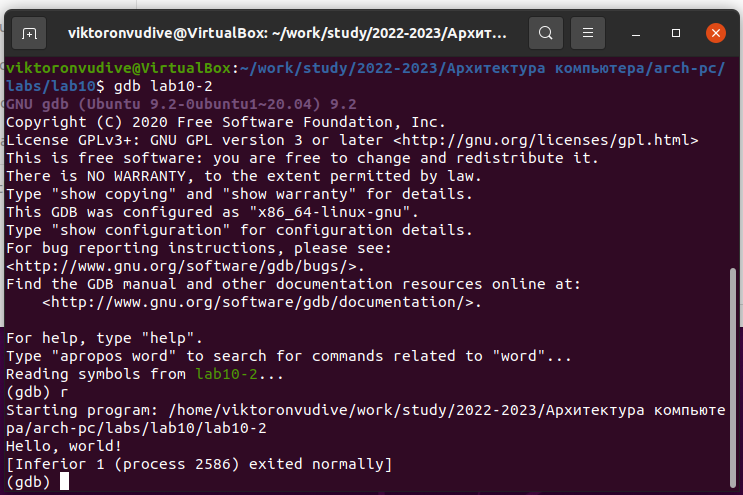 viktoronvudive@VirtualBox: ~/work/study/2022-2023/Архит...
viktoronvudive@VirtualBox:~/work/study/2022-2023/Архитектура компьютера/arch-pc/
labs/lab10$ gdb lab10-2
GNU gdb (Ubuntu 9.2-0ubuntu1~20.04) 9.2
Copyright (C) 2020 Free Software Foundation, Inc.
License GPLv3+: GNU GPL version 3 or later <http://gnu.org/licenses/gpl.html>
This is free software: you are free to change and redistribute it.
There is NO WARRANTY, to the extent permitted by law.
Type "show copying" and "show warranty" for details.
This GDB was configured as "x86_64-linux-gnu".
Type "show configuration" for configuration details.
For bug reporting instructions, please see:
<http://www.gnu.org/software/gdb/bugs/>.
Find the GDB manual and other documentation resources online at:
    <http://www.gnu.org/software/gdb/documentation/>.
For help, type "help".
Type "apropos word" to search for commands related to "word"...
Reading symbols from lab10-2...
(gdb) r
Starting program: /home/viktoronvudive/work/study/2022-2023/Архитектура компьюте
ра/arch-pc/labs/lab10/lab10-2
Hello, world!
[Inferior 1 (process 2586) exited normally]
(gdb)